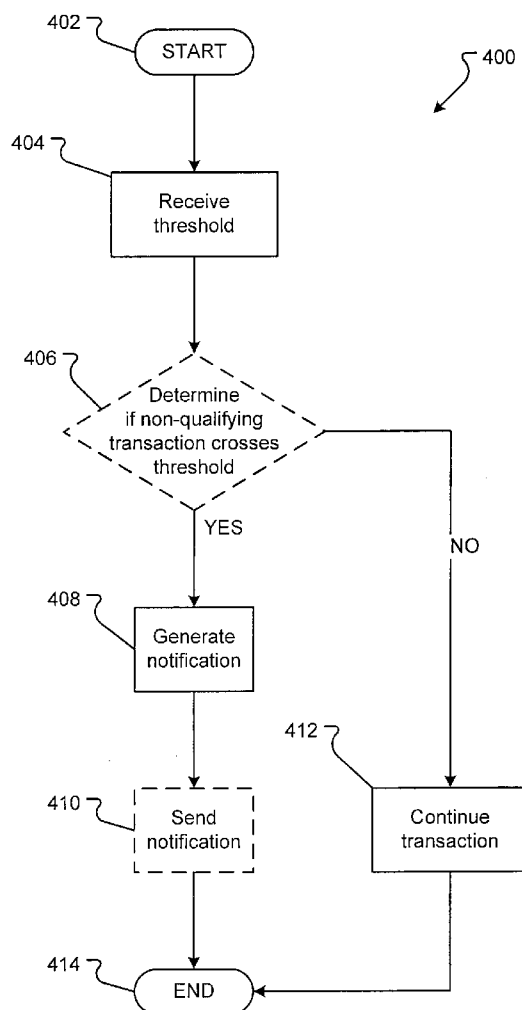 402
START
400
404
Receive
threshold
406
Determine
if non-qualifying
transaction crosses
threshold
YES
NO
408
Generate
notification
412
410
Send
notification
Continue
transaction
414
END